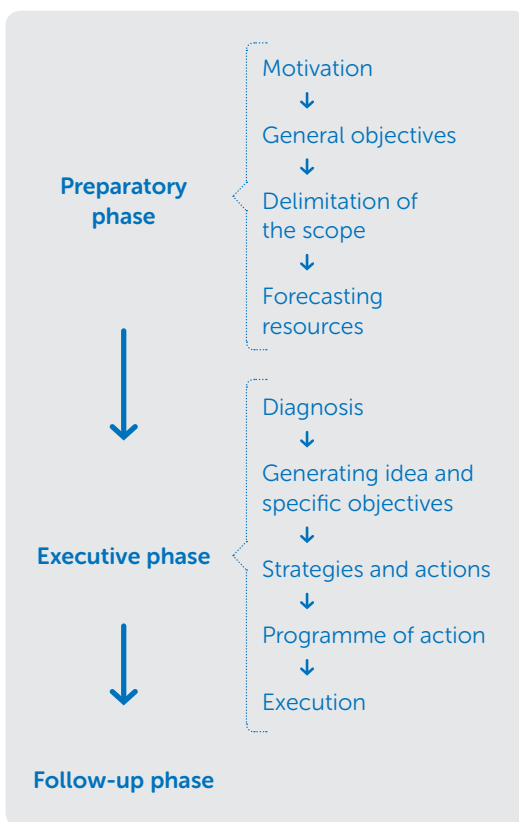 Preparatory
phase
Motivation
General objectives
Delimitation of
the scope
Forecasting
resources
Executive phase
Diagnosis
Generating idea and
specific objectives
Strategies and actions
Programme of action
Execution
Follow-up phase